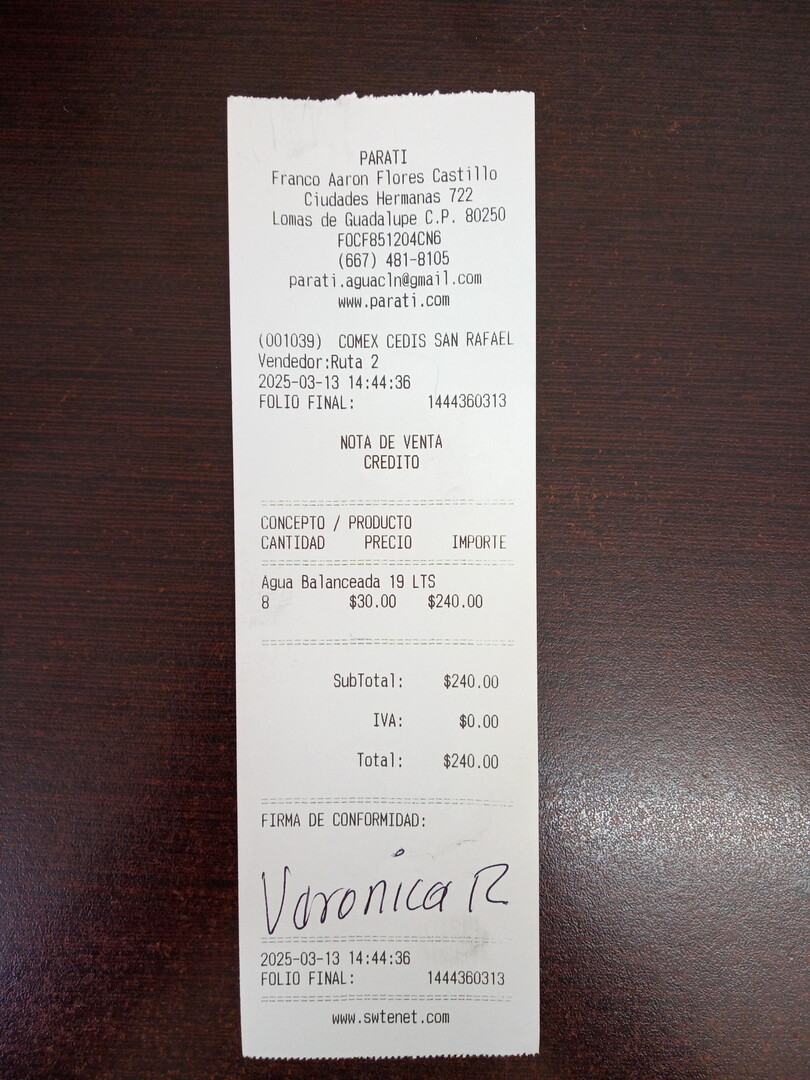 PARATI
Franco Aaron Flores Castillo
Ciudades Hermanas 722
Lomas de Guadalupe C.P. 80250
FOCF851204CN6
(667) 481-8105
parati.aguacln@gmail.com
www.parati.com
(001039) COMEX CEDIS SAN RAFAEL
Vendedor:Ruta 2
2025-03-13 14:44:36
FOLIO FINAL: 1444360313
NOTA DE VENTA
CREDITO
CONCEPTO / PRODUCTO
CANTIDAD PRECIO IMPORTE
Agua Balanceada 19 LTS
8 $30.00 $240.00
SubTotal: $240.00
IVA: $0.00
Total: $240.00
FIRMA DE CONFORMIDAD:
Veronica R
2025-03-13 14:44:36
FOLIO FINAL: 1444360313
www.swtenet.com